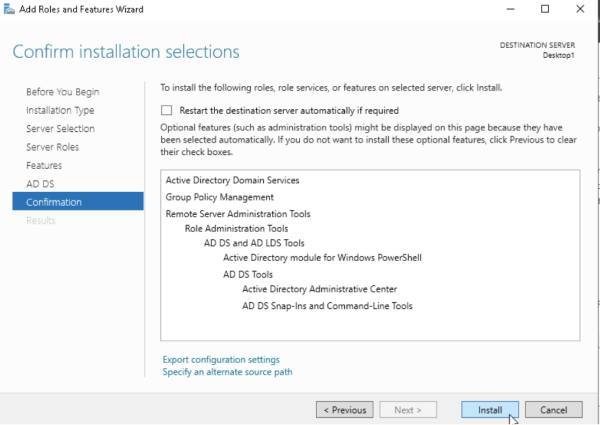 Add Roles and Features Wizard
Confirm installation selections
DESTINATION SERVER
Desktop1
Before You Begin
Installation Type
Server Selection
Server Roles
Features
AD DS
Confirmation
Results
To install the following roles, role services, or features on selected server, click Install.
Restart the destination server automatically if required
Optional features (such as administration tools) might be displayed on this page because they have
been selected automatically. If you do not want to install these optional features, click Previous to clear
their check boxes.
Active Directory Domain Services
Group Policy Management
Remote Server Administration Tools
Role Administration Tools
AD DS and AD LDS Tools
Active Directory module for Windows PowerShell
AD DS Tools
Active Directory Administrative Center
AD DS Snap-Ins and Command-Line Tools
Export configuration settings
Specify an alternate source path
< Previous
Next >
Install
Cancel